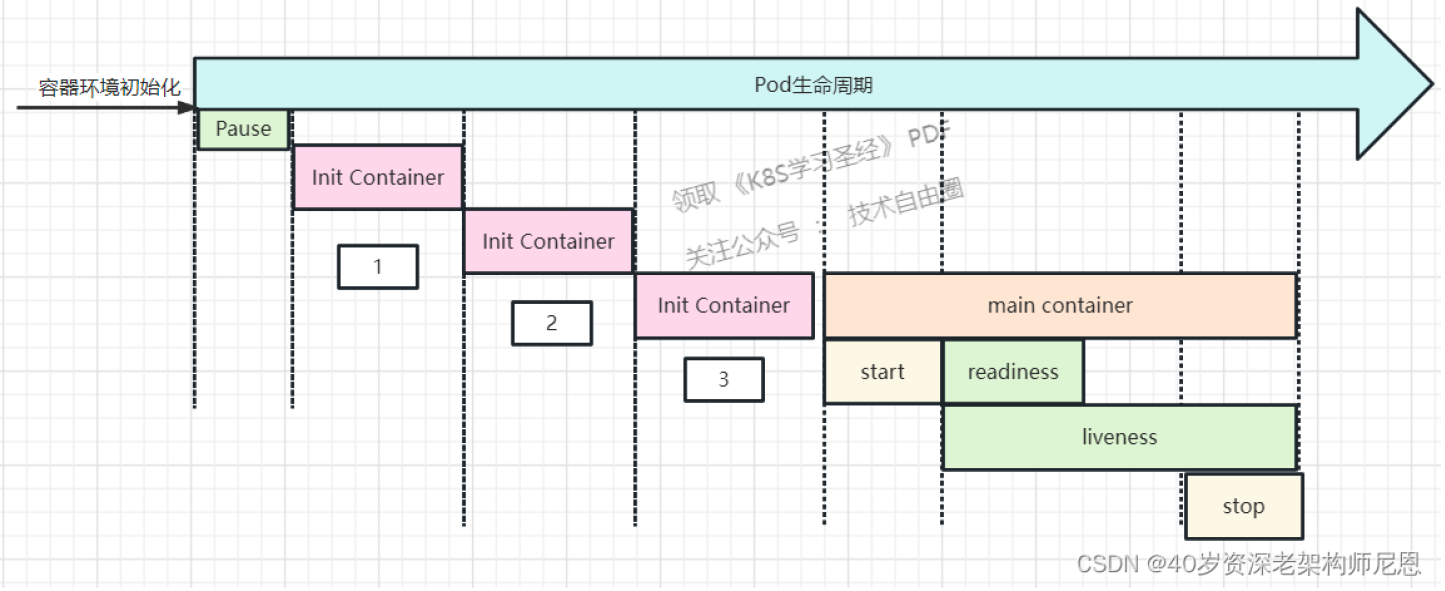 容器环境初始化
Pod生命周期
Pause
Init Container
1
Init Container
2
Init Container
3
领取 《K8S学习圣经》 PDF
关注公众号 ： 技术自由圈
main container
start
readiness
liveness
stop
CSDN @40岁资深老架构师尼恩